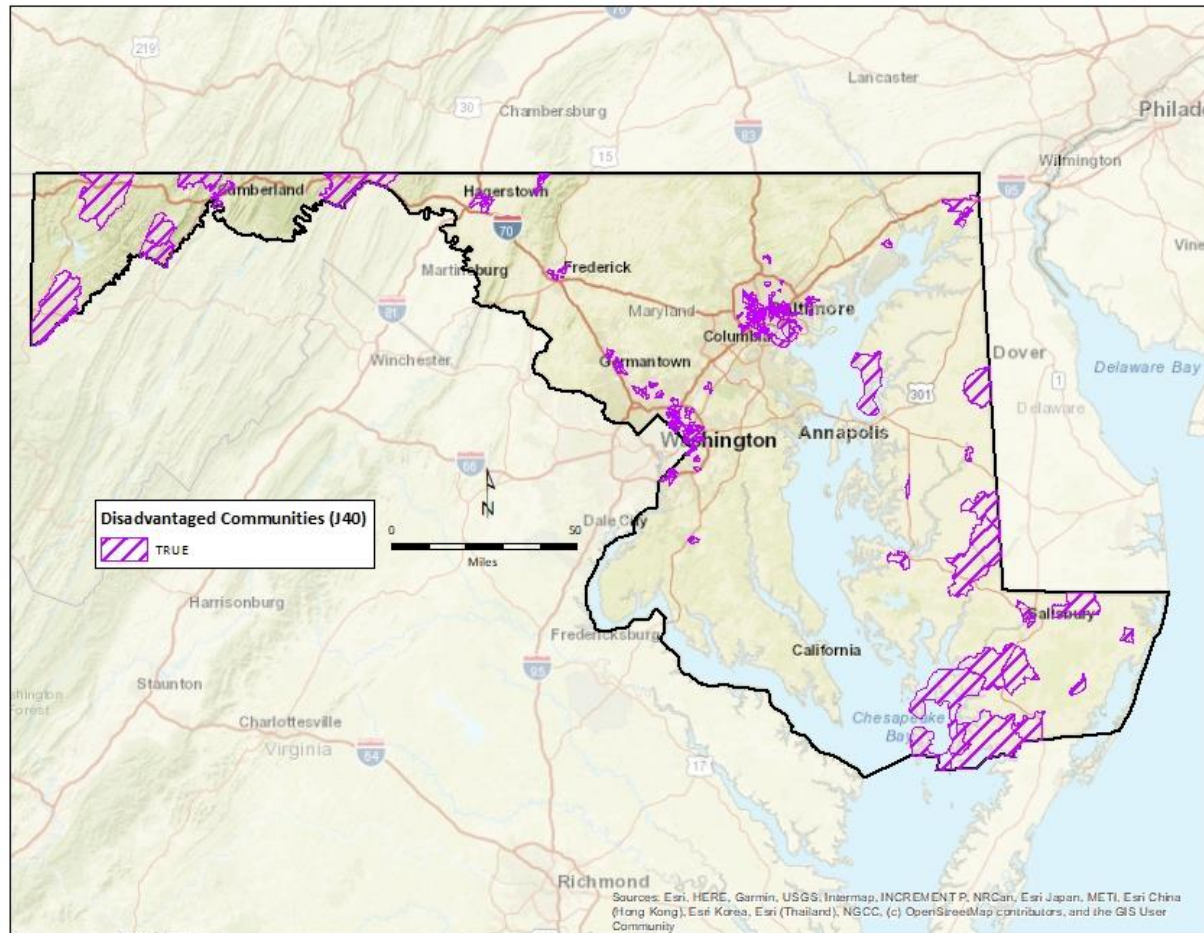 76
219
Lancaster
Chambersburg
30
83
Philade
15
Wilmington
95
Cumberland
Hagerstown
70
Vine
Martinsburg
Frederick
81
Maryland
Baltimore
Columbia
Winchester
Germantown
Dover
1
Delaware Bay
301
Delaware
Washington
Annapolis
66
N
Disadvantaged Communities (J40)
TRUE
0
50
Miles
Dale City
Harrisonburg
Salisbury
Fredericksburg
California
95
shington
Forest
Staunton
Charlottesville
Virginia
64
Chesapeake
Bay
17
Richmond
Sources: Esri, HERE, Garmin, USGS, Intermap, INCREMENT P, NRCan, Esri Japan, METI, Esri China
(Hong Kong), Esri Korea, Esri (Thailand), NGCC, (c) OpenStreetMap contributors, and the GIS User
Community